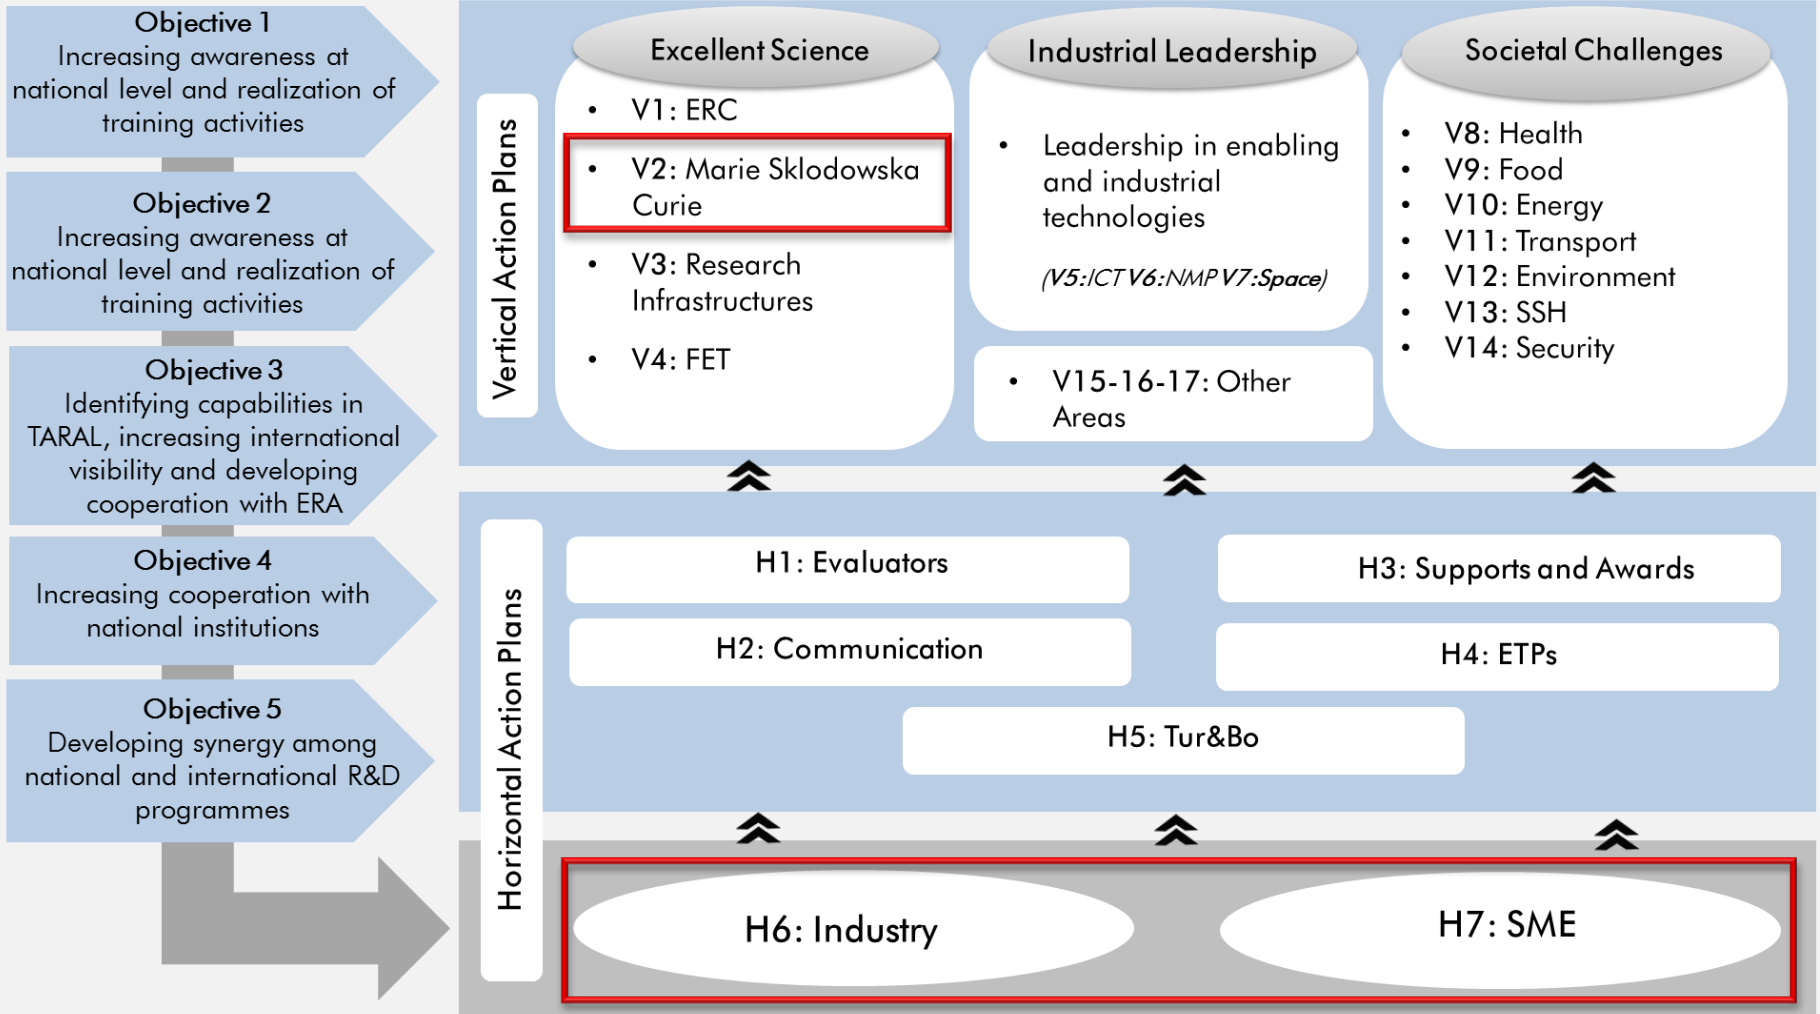 Objective 1
Increasing awareness at
national level and realization of
training activities
Objective 2
Increasing awareness at
national level and realization of
training activities
Objective 3
Identifying capabilities in
TARAL, increasing international
visibility and developing
cooperation with ERA
Objective 4
Increasing cooperation with
national institutions
Objective 5
Developing synergy among
national and international R&D
programmes
Vertical Action Plans
Excellent Science
• V1: ERC
• V2: Marie Sklodowska
Curie
• V3: Research
Infrastructures
• V4: FET
Industrial Leadership
• Leadership in enabling
and industrial
technologies
(V5:ICT V6:NMP V7:Space)
• V15-16-17: Other
Areas
Societal Challenges
• V8: Health
• V9: Food
• V10: Energy
• V11: Transport
• V12: Environment
• V13: SSH
• V14: Security
Horizontal Action Plans
H1: Evaluators
H3: Supports and Awards
H2: Communication
H4: ETPs
H5: Tur&Bo
H6: Industry
H7: SME